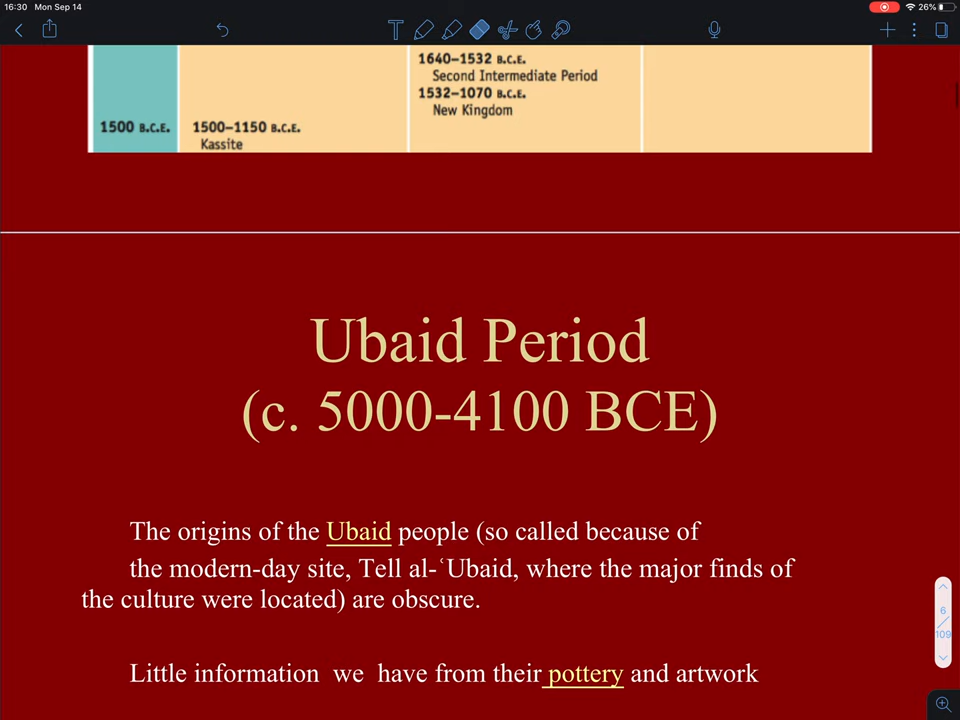 16:30 Mon Sep 14
26%
T
1640–1532 B.C.E.
Second Intermediate Period
1532–1070 B.C.E.
New Kingdom
1500 B.C.E.
1500–1150 B.C.E.
Kassite
Ubaid Period
(c. 5000-4100 BCE)
The origins of the Ubaid people (so called because of
the modern-day site, Tell al-ʿUbaid, where the major finds of
the culture were located) are obscure.
6
109
Little information we have from their pottery and artwork